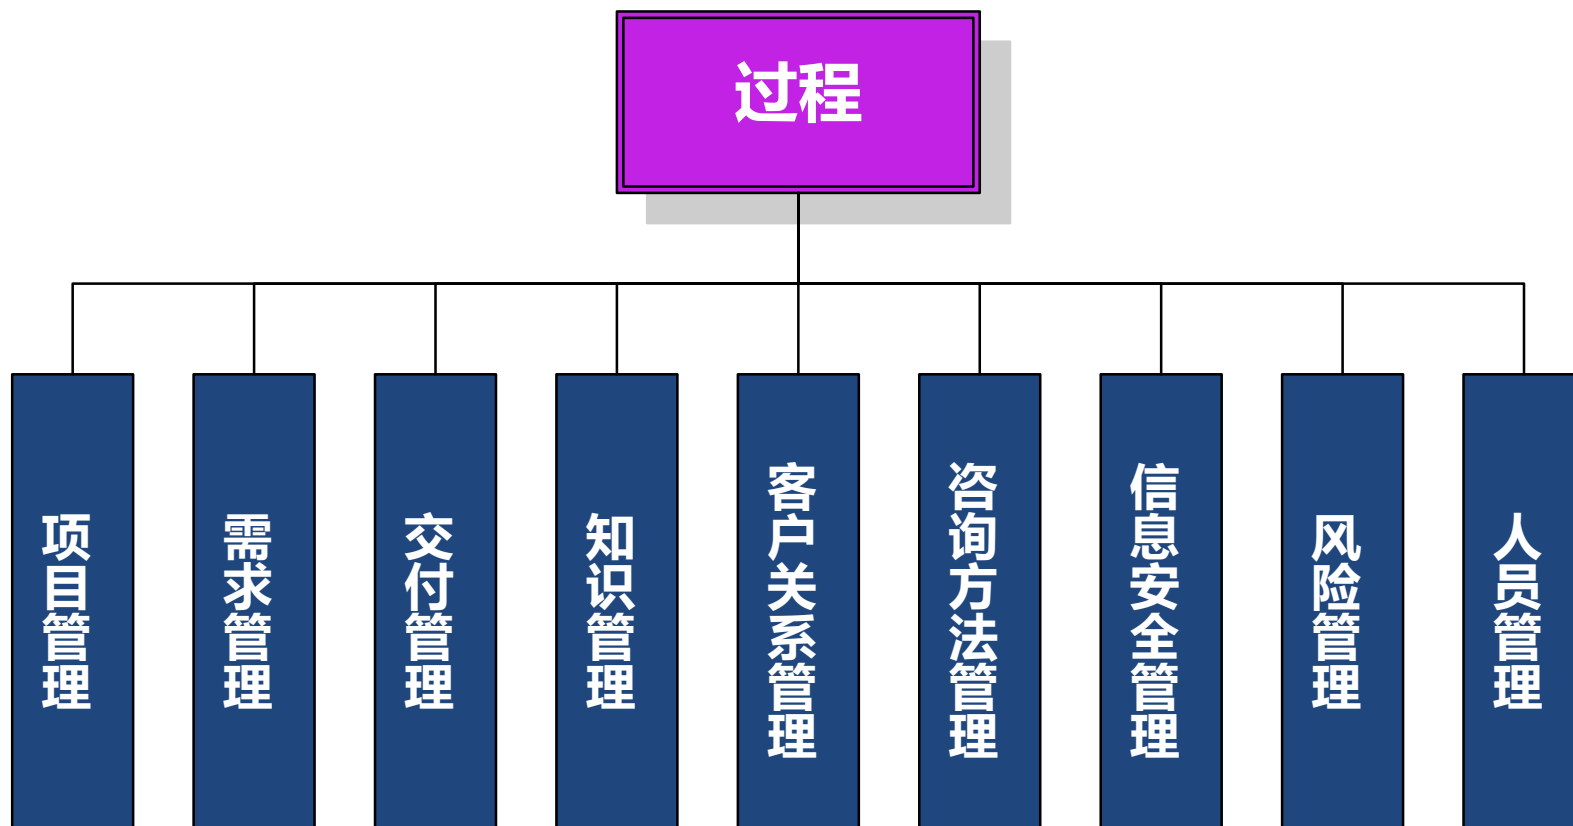 过程
项目管理
需求管理
交付管理
知识管理
客户关系管理
咨询方法管理
信息安全管理
风险管理
人员管理